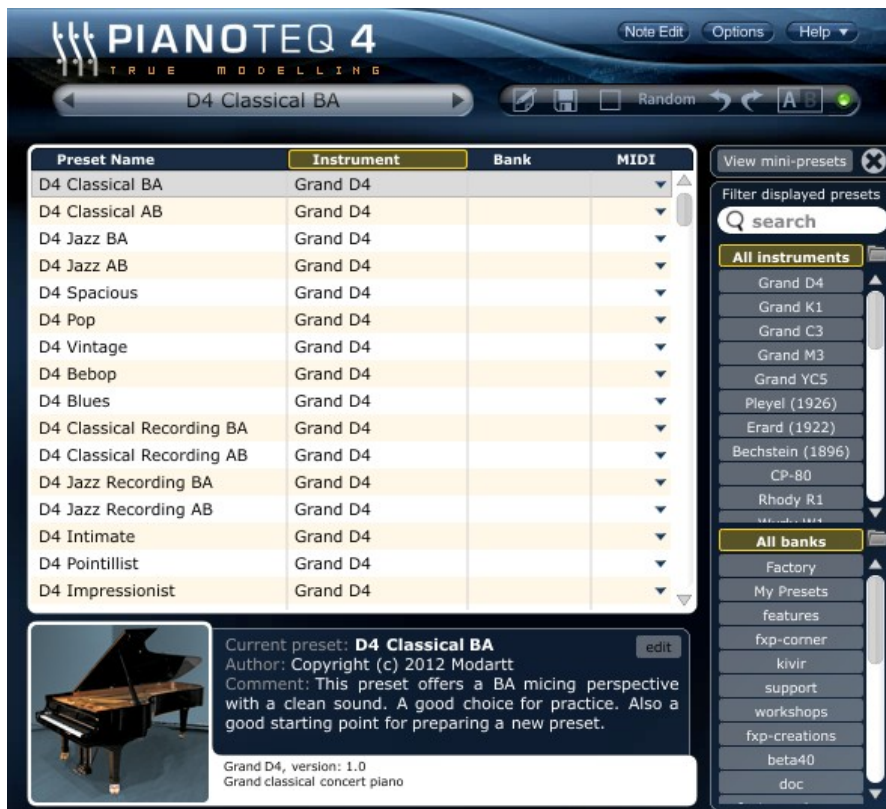 PIANOTEQ 4
TRUE MODELLING
Note Edit Options Help
D4 Classical BA
Random A B
Preset Name Instrument Bank MIDI
D4 Classical BA Grand D4
D4 Classical AB Grand D4
D4 Jazz BA Grand D4
D4 Jazz AB Grand D4
D4 Spacious Grand D4
D4 Pop Grand D4
D4 Vintage Grand D4
D4 Bebop Grand D4
D4 Blues Grand D4
D4 Classical Recording BA Grand D4
D4 Classical Recording AB Grand D4
D4 Jazz Recording BA Grand D4
D4 Jazz Recording AB Grand D4
D4 Intimate Grand D4
D4 Pointillist Grand D4
D4 Impressionist Grand D4
View mini-presets
Filter displayed presets
search
All instruments
Grand D4
Grand K1
Grand C3
Grand M3
Grand YC5
Pleyel (1926)
Erard (1922)
Bechstein (1896)
CP-80
Rhody R1
All banks
Factory
My Presets
features
fxp-corner
kivir
support
workshops
fxp-creations
beta40
doc
Current preset: D4 Classical BA
edit
Author: Copyright (c) 2012 Modartt
Comment: This preset offers a BA micing perspective
with a clean sound. A good choice for practice. Also a
good starting point for preparing a new preset.
Grand D4, version: 1.0
Grand classical concert piano